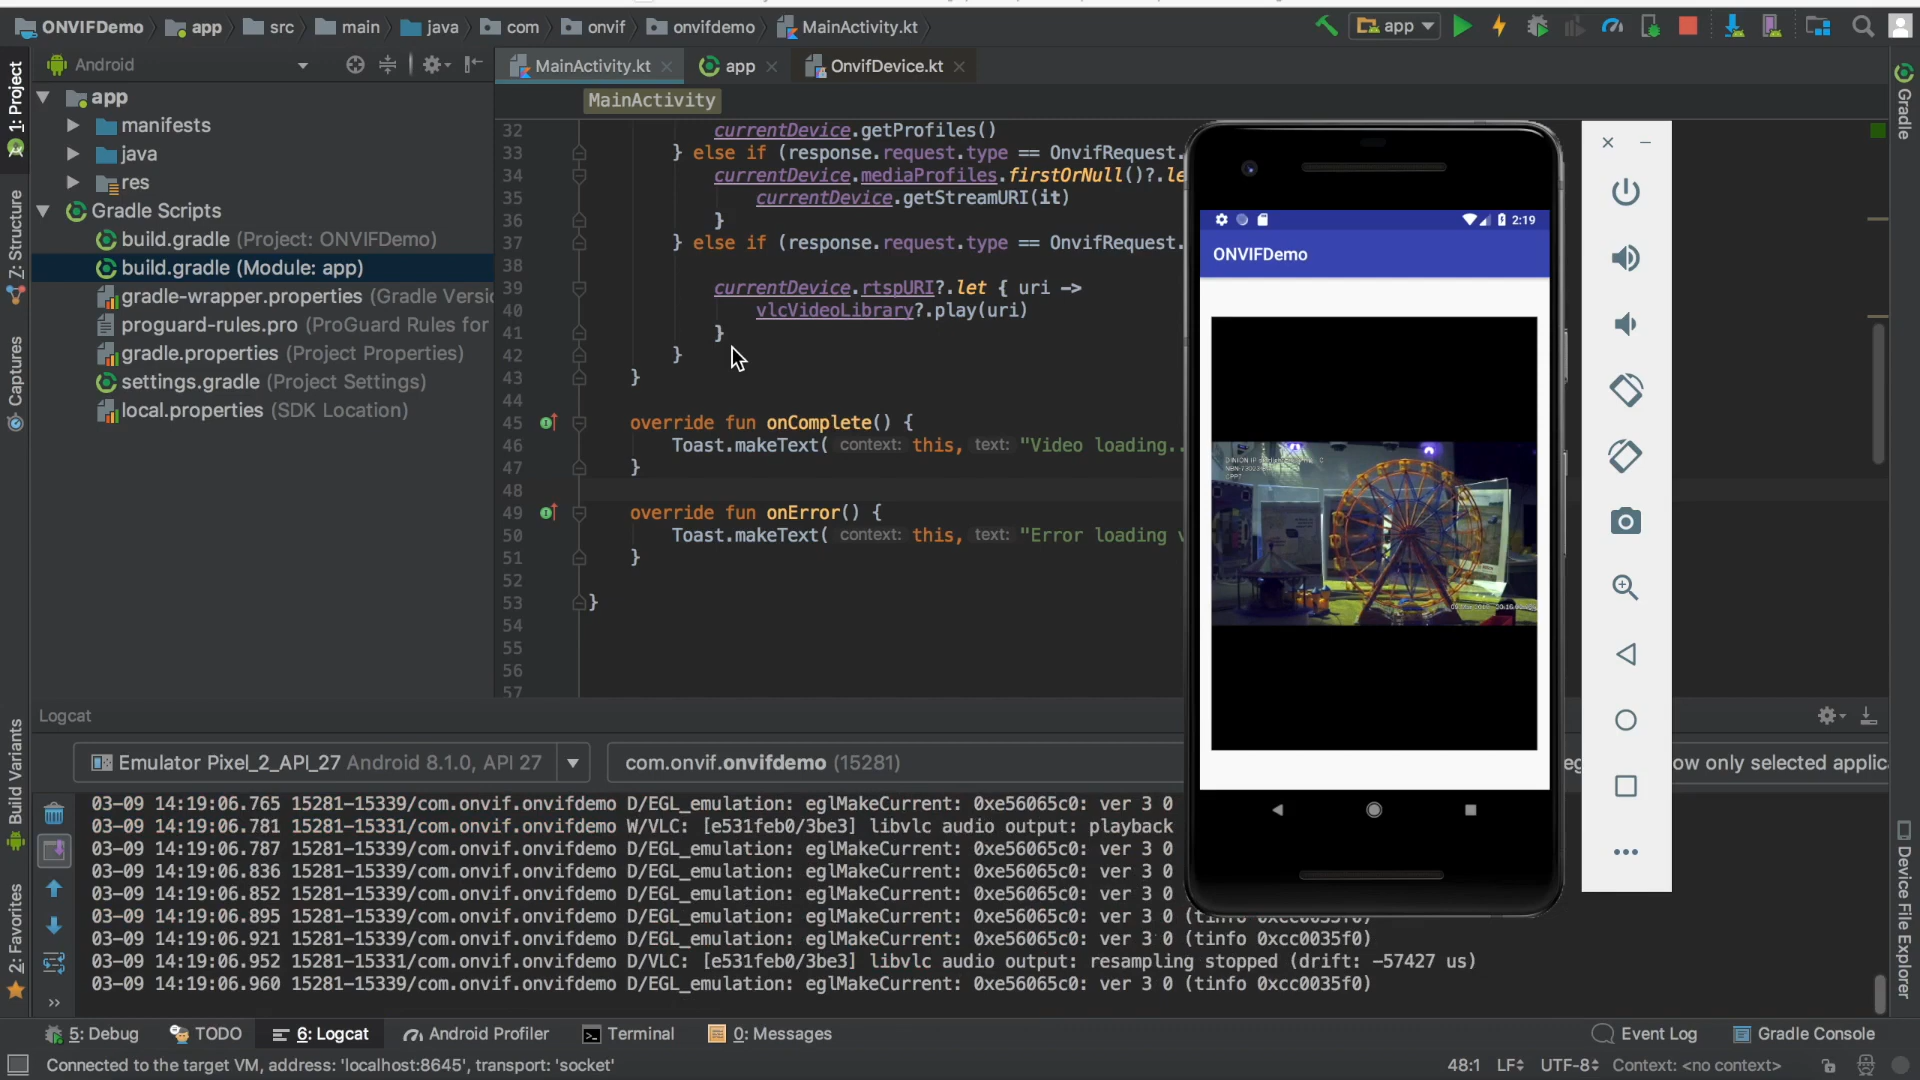 ONVIFDemo app src main java com onvif onvifdemo MainActivity.kt
app
Android
MainActivity.kt app OnvifDevice.kt
MainActivity
1: Project
Z: Structure
Captures
Build Variants
2: Favorites
app
manifests
java
res
Gradle Scripts
build.gradle (Project: ONVIFDemo)
build.gradle (Module: app)
gradle-wrapper.properties (Gradle Versi
proguard-rules.pro (ProGuard Rules for
gradle.properties (Project Properties)
settings.gradle (Project Settings)
local.properties (SDK Location)
32 currentDevice.getProfiles()
33 } else if (response.request.type == OnvifRequest.
34 currentDevice.mediaProfiles.firstOrNull()?.le
35 currentDevice.getStreamURI(it)
36 }
37 } else if (response.request.type == OnvifRequest.
38
39 currentDevice.rtspURI?.let { uri ->
40 vlcVideoLibrary?.play(uri)
41 }
42 }
43 }
44
45 override fun onComplete() {
46 Toast.makeText( context: this, text: "Video loading..
47 }
48
49 override fun onError() {
50 Toast.makeText( context: this, text: "Error loading v
51 }
52
53 }
54
55
56
57
2:19
ONVIFDemo
Gradle
Device File Explorer
Logcat
Emulator Pixel_2_API_27 Android 8.1.0, API 27
com.onvif.onvifdemo (15281)
eg
ow only selected applica
03-09 14:19:06.765 15281-15339/com.onvif.onvifdemo D/EGL_emulation: eglMakeCurrent: 0xe56065c0: ver 3 0
03-09 14:19:06.781 15281-15331/com.onvif.onvifdemo W/VLC: [e531feb0/3be3] libvlc audio output: playback
03-09 14:19:06.787 15281-15339/com.onvif.onvifdemo D/EGL_emulation: eglMakeCurrent: 0xe56065c0: ver 3 0
03-09 14:19:06.836 15281-15339/com.onvif.onvifdemo D/EGL_emulation: eglMakeCurrent: 0xe56065c0: ver 3 0
03-09 14:19:06.852 15281-15339/com.onvif.onvifdemo D/EGL_emulation: eglMakeCurrent: 0xe56065c0: ver 3 0
03-09 14:19:06.895 15281-15339/com.onvif.onvifdemo D/EGL_emulation: eglMakeCurrent: 0xe56065c0: ver 3 0 (tinfo 0xcc0035f0)
03-09 14:19:06.921 15281-15339/com.onvif.onvifdemo D/EGL_emulation: eglMakeCurrent: 0xe56065c0: ver 3 0 (tinfo 0xcc0035f0)
03-09 14:19:06.952 15281-15331/com.onvif.onvifdemo D/VLC: [e531feb0/3be3] libvlc audio output: resampling stopped (drift: -57427 us)
03-09 14:19:06.960 15281-15339/com.onvif.onvifdemo D/EGL_emulation: eglMakeCurrent: 0xe56065c0: ver 3 0 (tinfo 0xcc0035f0)
5: Debug TODO 6: Logcat Android Profiler Terminal 0: Messages Event Log Gradle Console
Connected to the target VM, address: 'localhost:8645', transport: 'socket' 48:1 LF UTF-8 Context: <no context>